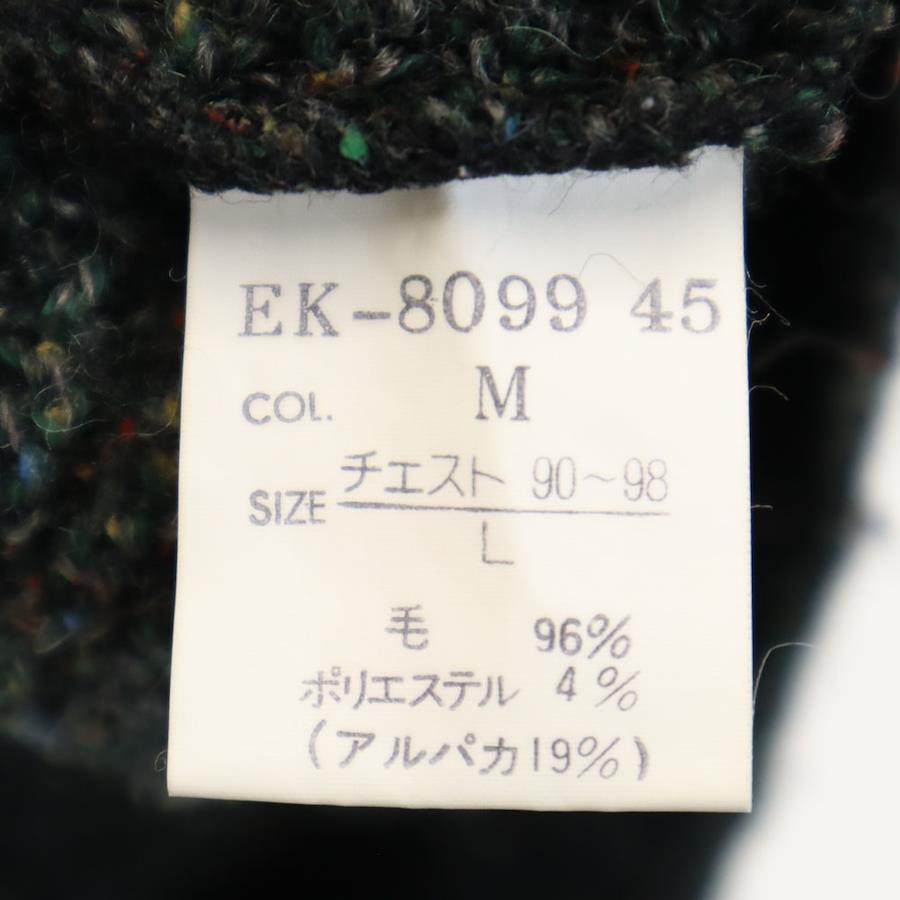 EK-8099 45
COL. M
SIZE チェスト 90~98
L
毛 96%
ポリエステル 4%
(アルパカ19%)